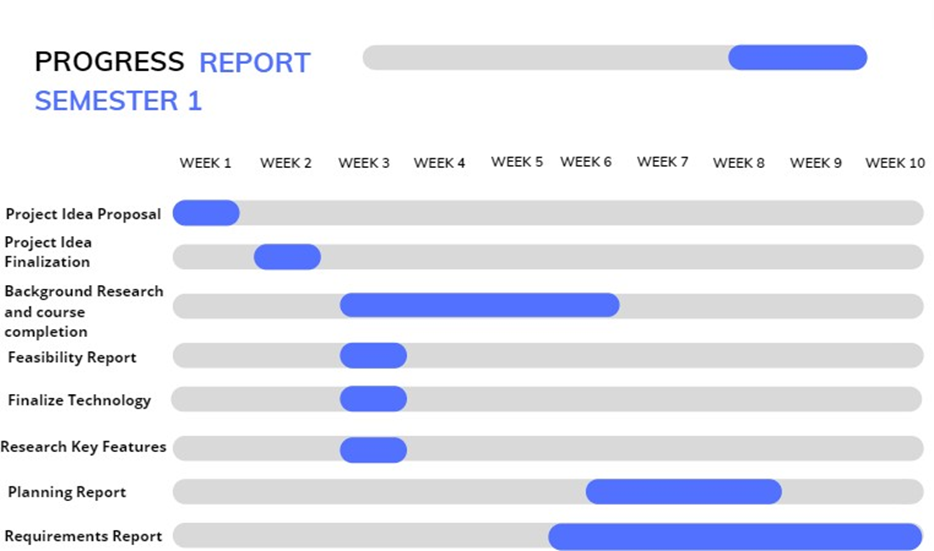 PROGRESS REPORT
SEMESTER 1
WEEK 1 WEEK 2 WEEK 3 WEEK 4 WEEK 5 WEEK 6 WEEK 7 WEEK 8 WEEK 9 WEEK 10
Project Idea Proposal
Project Idea
Finalization
Background Research
and course
completion
Feasibility Report
Finalize Technology
Research Key Features
Planning Report
Requirements Report